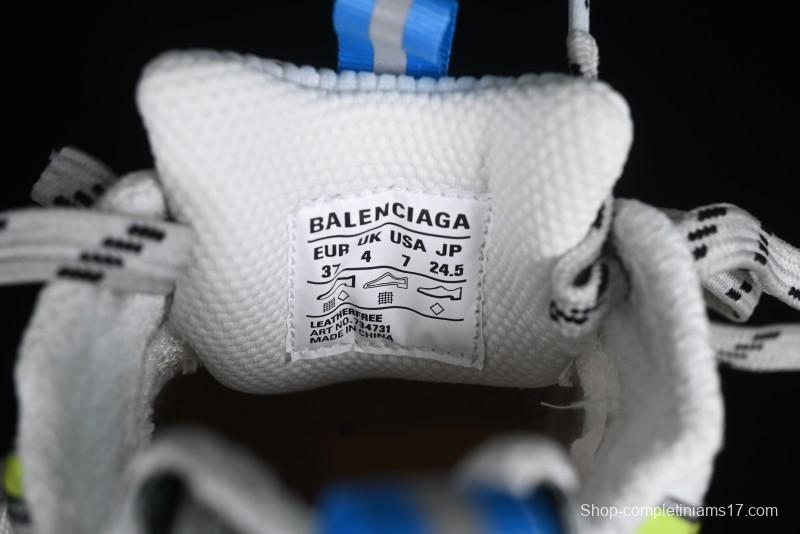 BALENCIAGA
EUR UK USA JP
37 4 7 24.5
LEATHERFREE
ART NO.734731
MADE IN CHINA
Shop-completiniams17.com